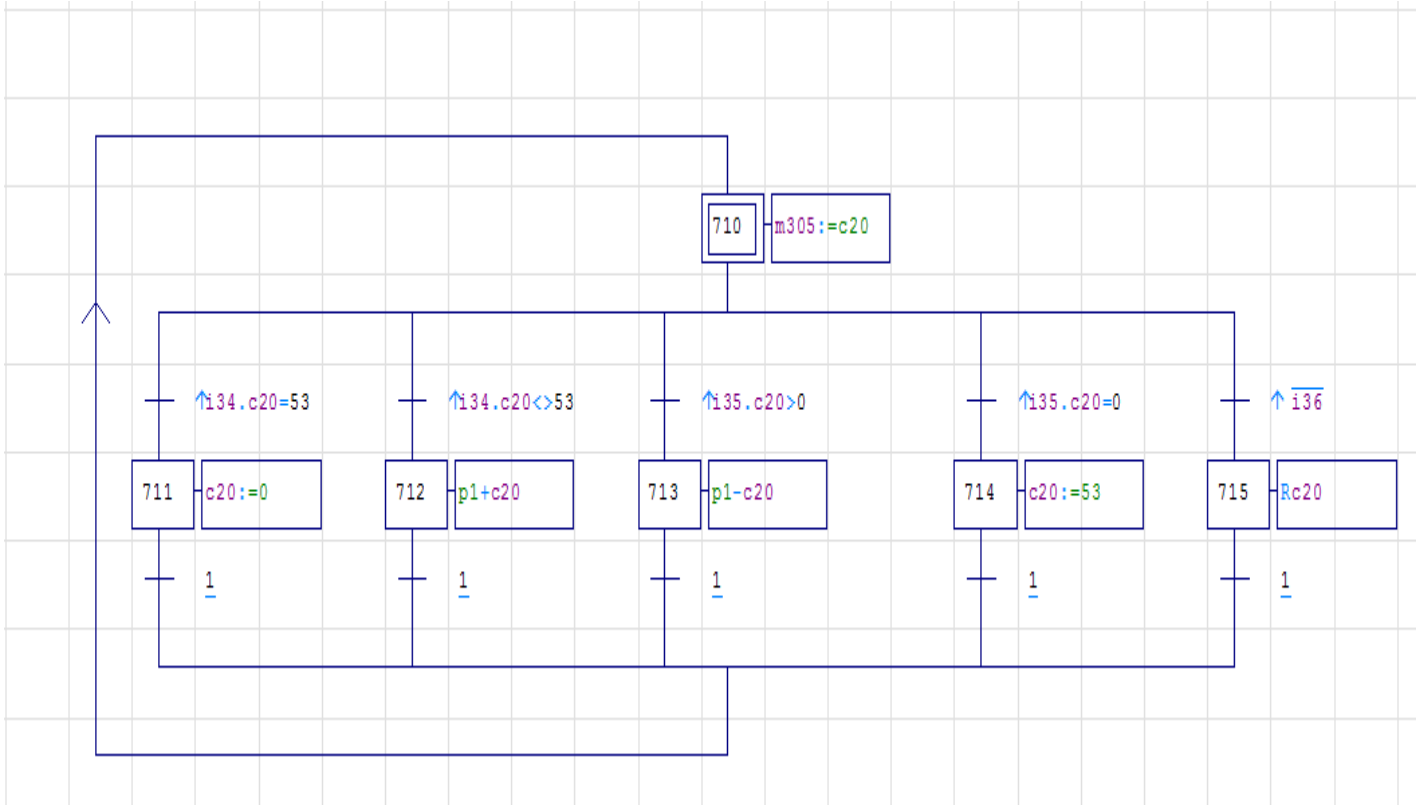 710 m305:=c20
↑i34.c20=53 ↑i34.c20<>53 ↑i35.c20>0 ↑i35.c20=0 ↑ i36
711 c20:=0 712 p1+c20 713 p1-c20 714 c20:=53 715 Rc20
1 1 1 1 1